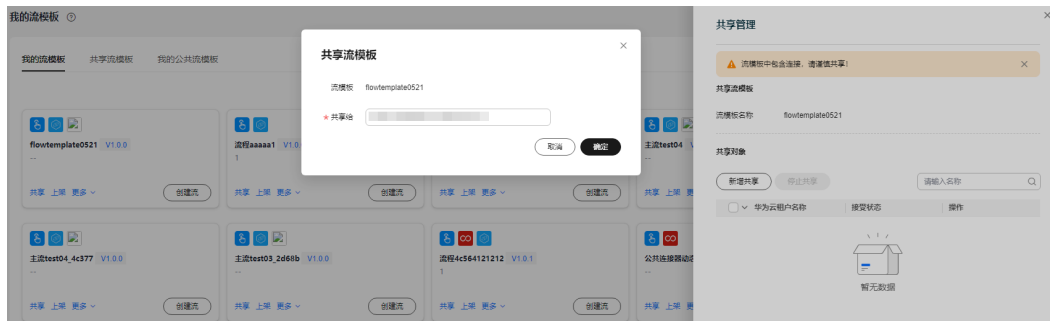 我的流模板
我的流模板 共享流模板 我的公共流模板
flowtemplate0521 V1.0.0
--
共享 上架 更多 创建流
流程aaaaa1 V1.0
1
共享 上架 更多 创建流
共享 上架 更多 创建流
主流test04 V
--
共享 上架 更
主流test04_4c377 V1.0.0
--
共享 上架 更多 创建流
主流test03_2d68b V1.0.0
--
共享 上架 更多 创建流
流程4c564121212 V1.0.1
1
共享 上架 更多 创建流
公共连接器动态
--
共享 上架 更
共享流模板
流模板 flowtemplate0521
* 共享给
取消 确定
共享管理
流模板中包含连接，请谨慎共享！
共享流模板
流模板名称 flowtemplate0521
共享对象
新增共享 停止共享 请输入名称
华为云租户名称 接受状态 操作
暂无数据